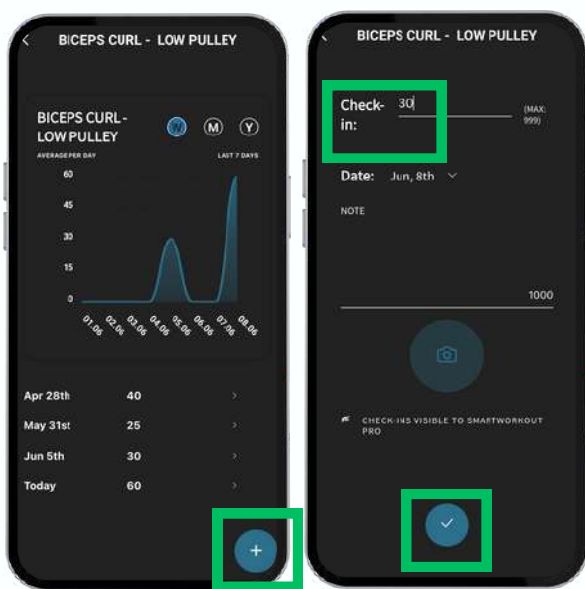 BICEPS CURL - LOW PULLEY
BICEPS CURL-
LOW PULLEY
W M Y
AVERAGE PER DAY LAST 7 DAYS
60
45
30
15
0
01.06 02.06 03.06 04.06 05.06 06.06 07.06 08.06
Apr 28th 40
May 31st 25
Jun 5th 30
Today 60
+
BICEPS CURL - LOW PULLEY
Check-
in:
30
(MAX:
999)
Date: Jun, 8th
NOTE
1000
CHECK-INS VISIBLE TO SMARTWORKOUT
PRO